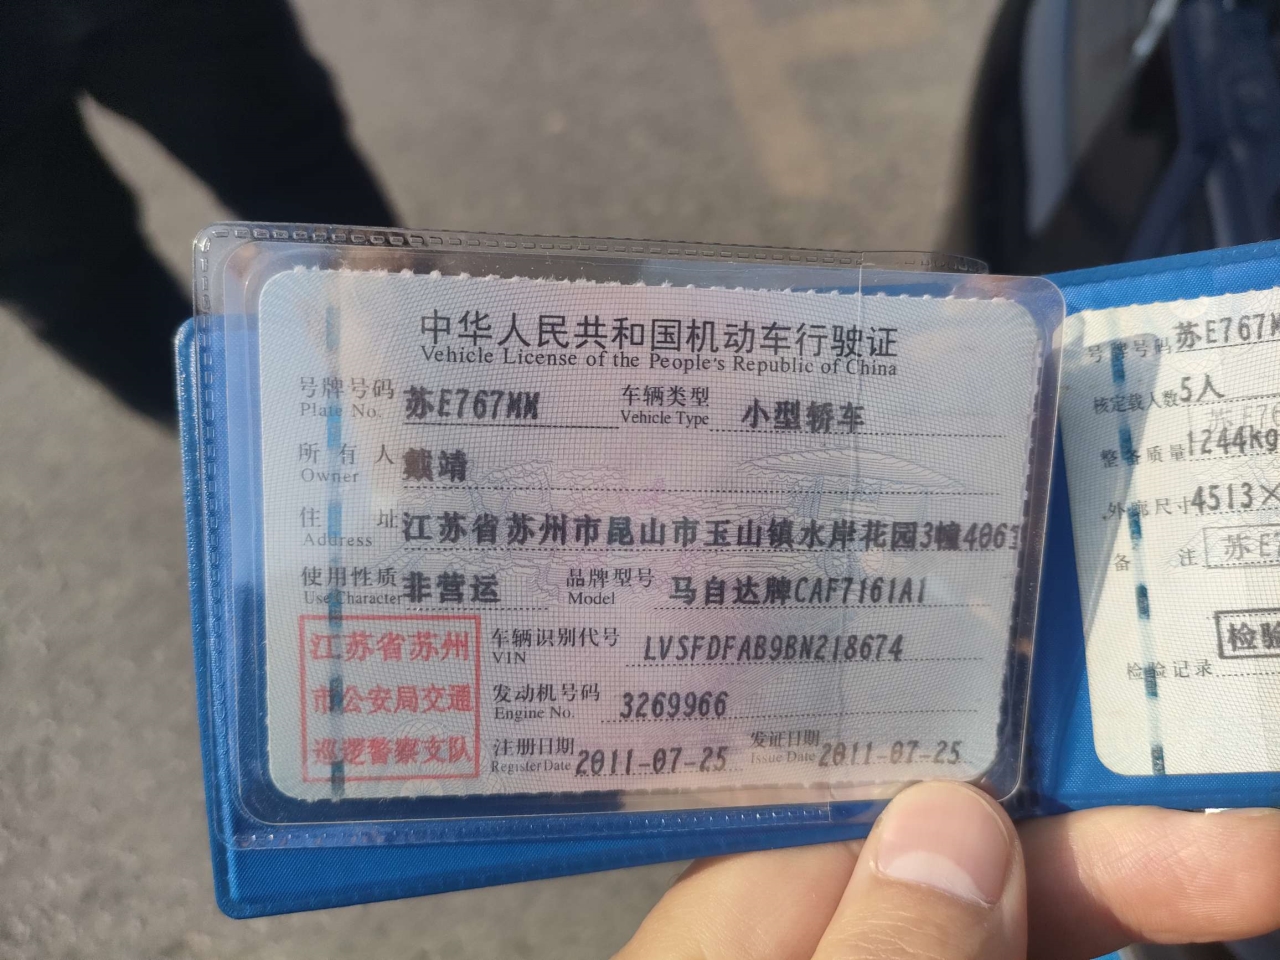 中华人民共和国机动车行驶证
Vehicle License of the People's Republic of China
号牌号码 苏E767MM 车辆类型 小型轿车
Plate No. Vehicle Type
所有人 戴靖
Owner
住址 江苏省苏州市昆山市玉山镇水岸花园3幢406
Address
使用性质 非营运 品牌型号 马自达牌CAF7161A1
Use Character Model
江苏省苏州
市公安局交通
巡逻警察支队
车辆识别代号 LVSFDFAB9BN218674
VIN
发动机号码 3269966
Engine No.
注册日期 2011-07-25 发证日期 2011-07-25
Register Date Issue Date
号牌号码 苏E767
核定载人数 5人
整备质量 1244kg
外廓尺寸 4513×
备注 苏E
检验记录
检验